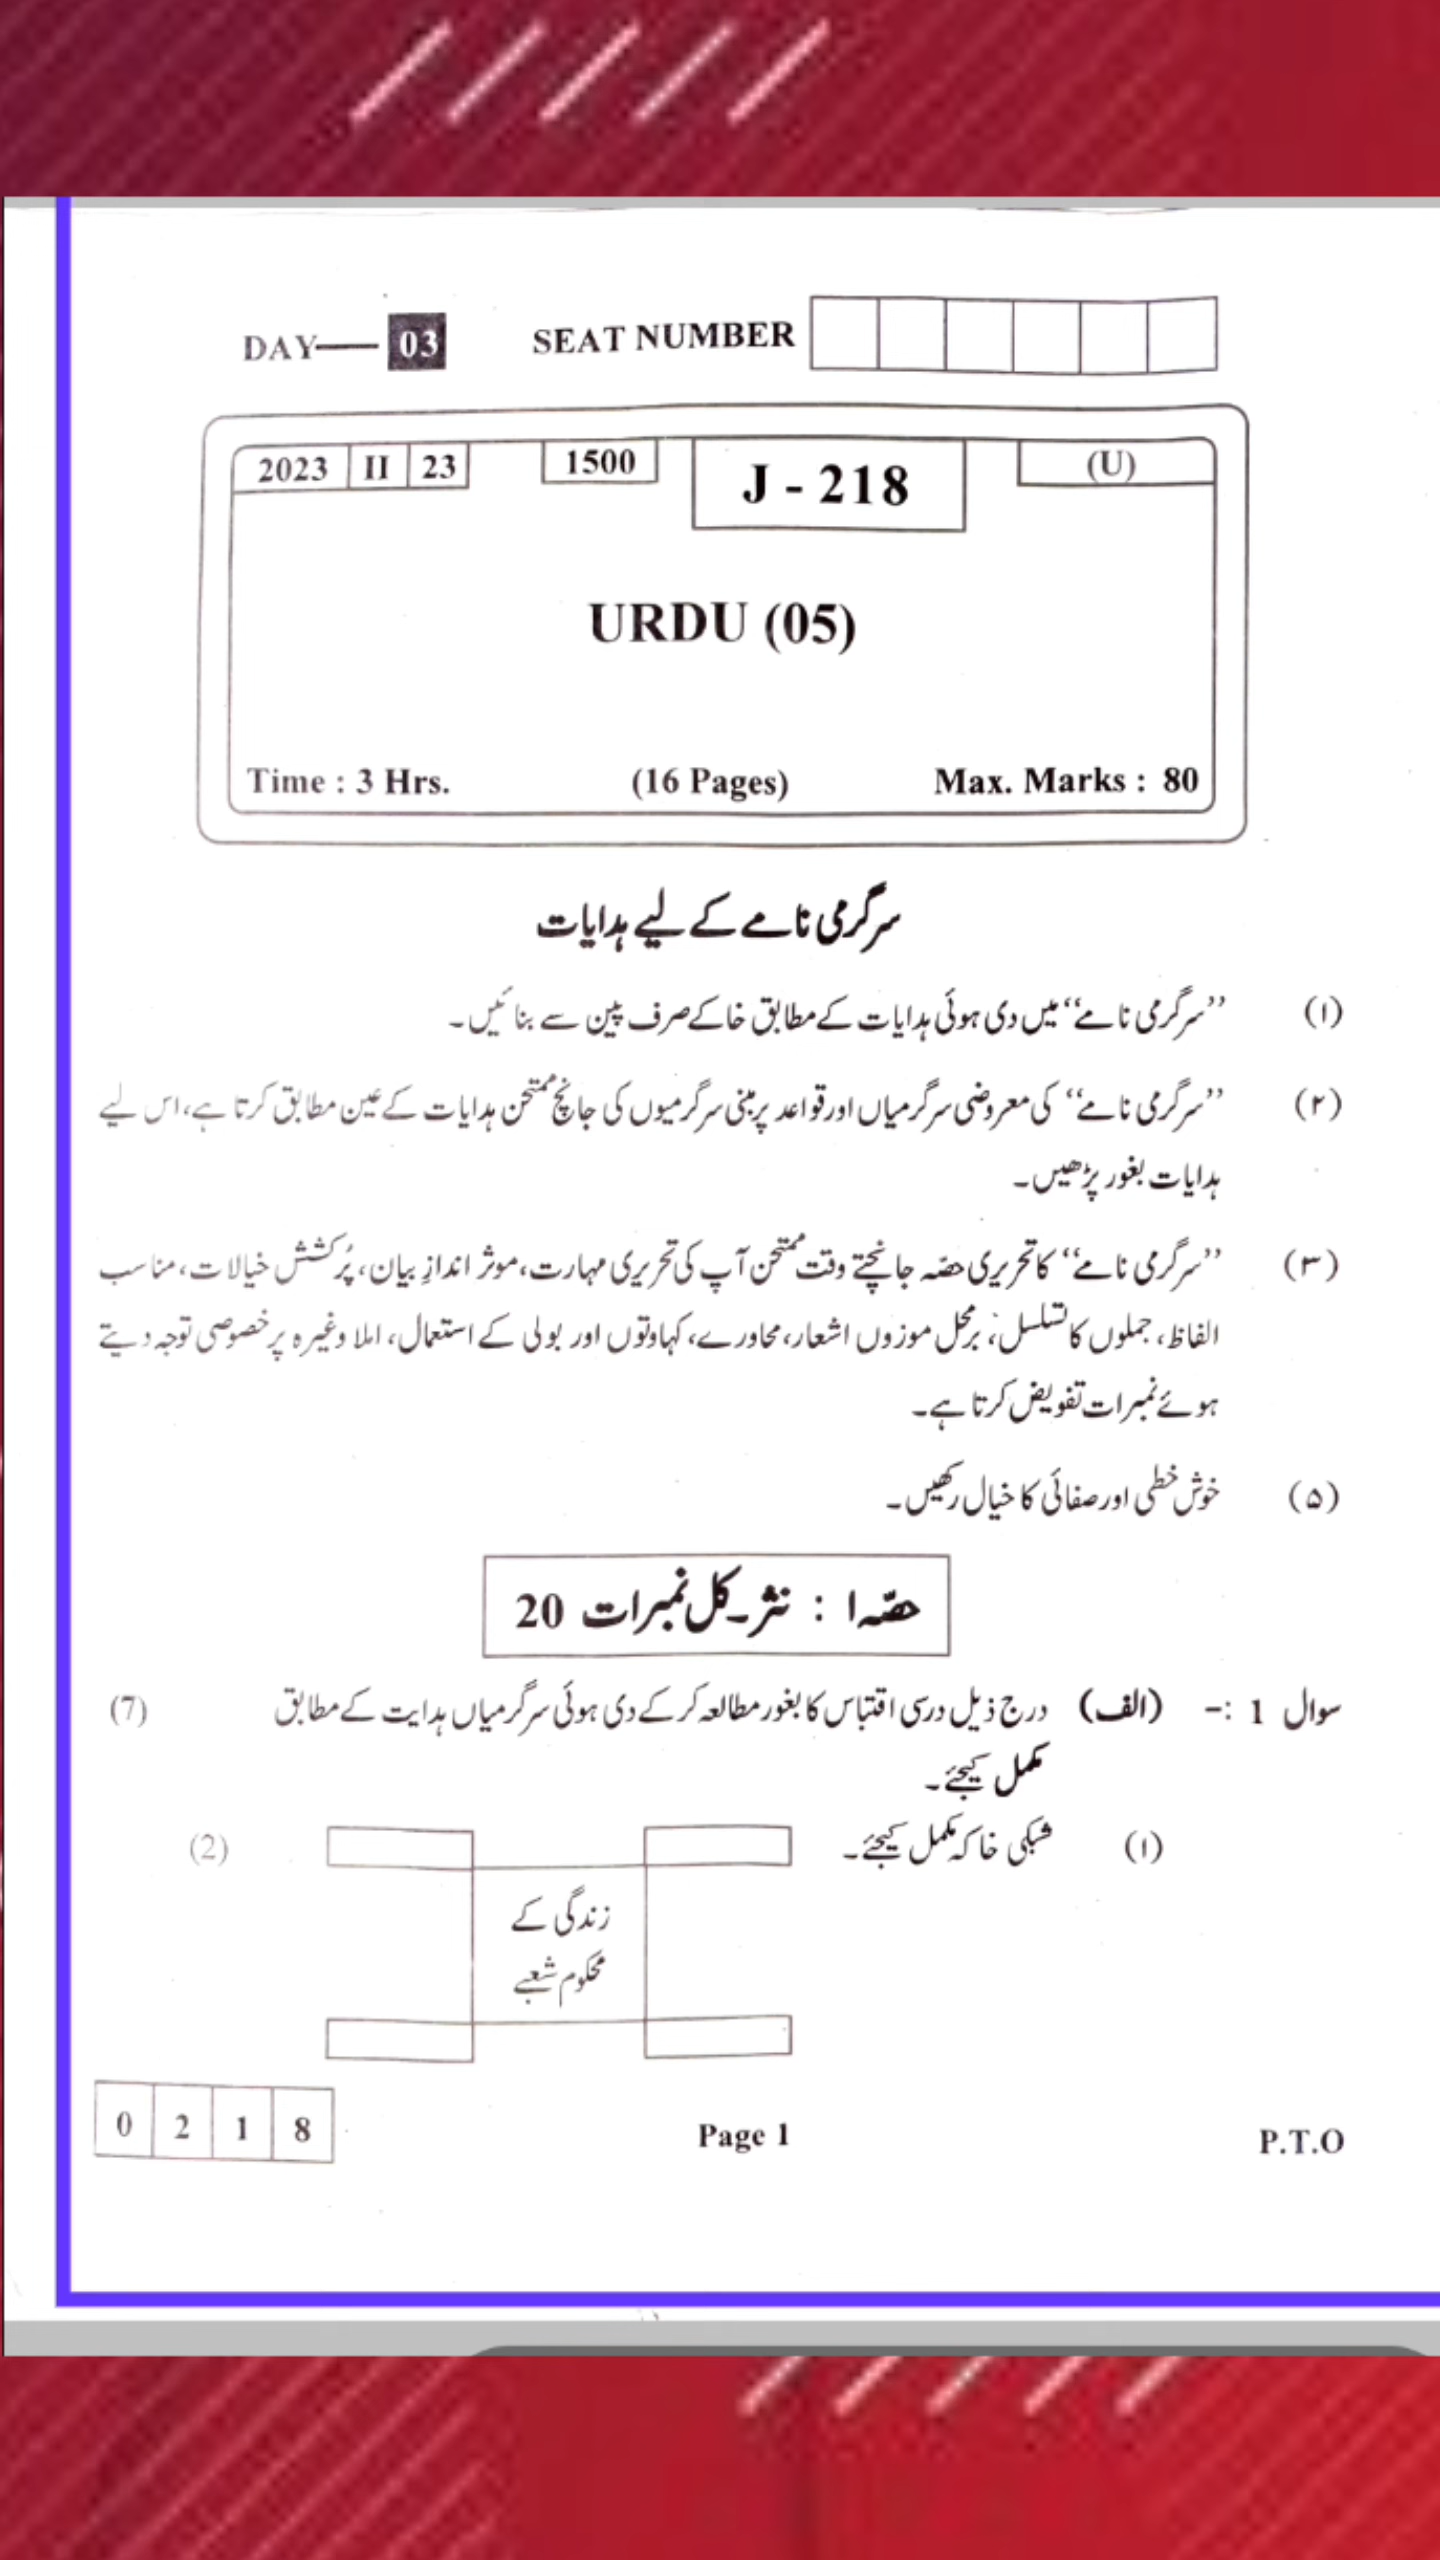 DAY— 03 SEAT NUMBER
2023 II 23 1500 J - 218 (U)
URDU (05)
Time : 3 Hrs. (16 Pages) Max. Marks : 80
سرگرمی نامے کے لیے ہدایات
(۱) ’’سرگرمی نامے‘‘ میں دی ہوئی ہدایات کے مطابق خاکے صرف پین سے بنائیں۔
(۲) ’’سرگرمی نامے‘‘ کی معروضی سرگرمیاں اور قواعد پر مبنی سرگرمیوں کی جانچ ممتحن ہدایات کے عین مطابق کرتا ہے، اس لیے
ہدایات بغور پڑھیں۔
(۳) ’’سرگرمی نامے‘‘ کا تحریری حصّہ جانچتے وقت ممتحن آپ کی تحریری مہارت، موثر اندازِ بیان، پُرکشش خیالات، مناسب
الفاظ، جملوں کا تسلسل، برمحل موزوں اشعار، محاورے، کہاوتوں اور بولی کے استعمال، املا وغیرہ پر خصوصی توجہ دیتے
ہوئے نمبرات تفویض کرتا ہے۔
(۵) خوش خطی اور صفائی کا خیال رکھیں۔
حصّہ ۱ : نثر۔ کل نمبرات 20
سوال 1 :- (الف) درج ذیل درسی اقتباس کا بغور مطالعہ کرکے دی ہوئی سرگرمیاں ہدایت کے مطابق (7)
مکمل کیجئے۔
(۱) شبکی خاکہ مکمل کیجئے۔ (2)
زندگی کے
محکوم شعبے
0 2 1 8 Page 1 P.T.O